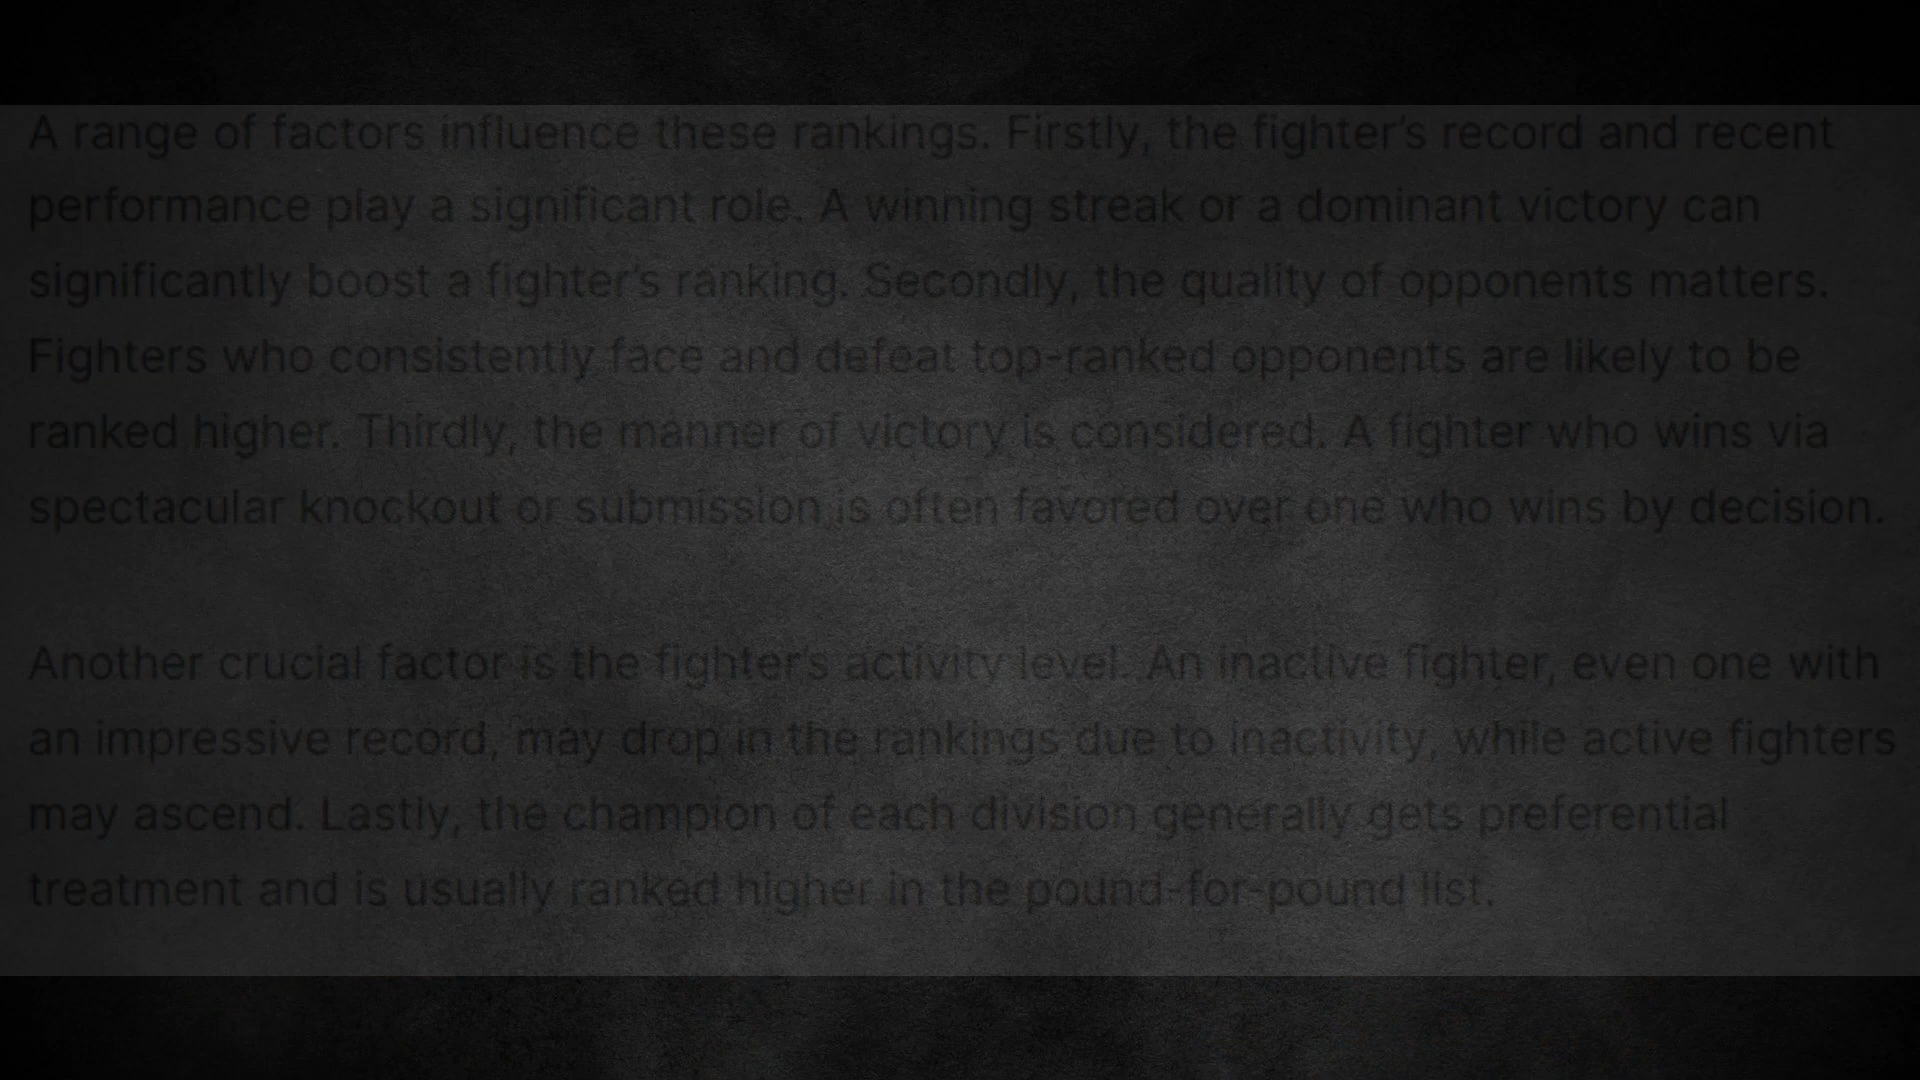 A range of factors influence these rankings. Firstly, the fighter's record and recent
performance play a significant role. A winning streak or a dominant victory can
significantly boost a fighter's ranking. Secondly, the quality of opponents matters.
Fighters who consistently face and defeat top-ranked opponents are likely to be
ranked higher. Thirdly, the manner of victory is considered. A fighter who wins via
spectacular knockout or submission is often favored over one who wins by decision.
Another crucial factor is the fighter's activity level. An inactive fighter, even one with
an impressive record, may drop in the rankings due to inactivity, while active fighters
may ascend. Lastly, the champion of each division generally gets preferential
treatment and is usually ranked higher in the pound-for-pound list.